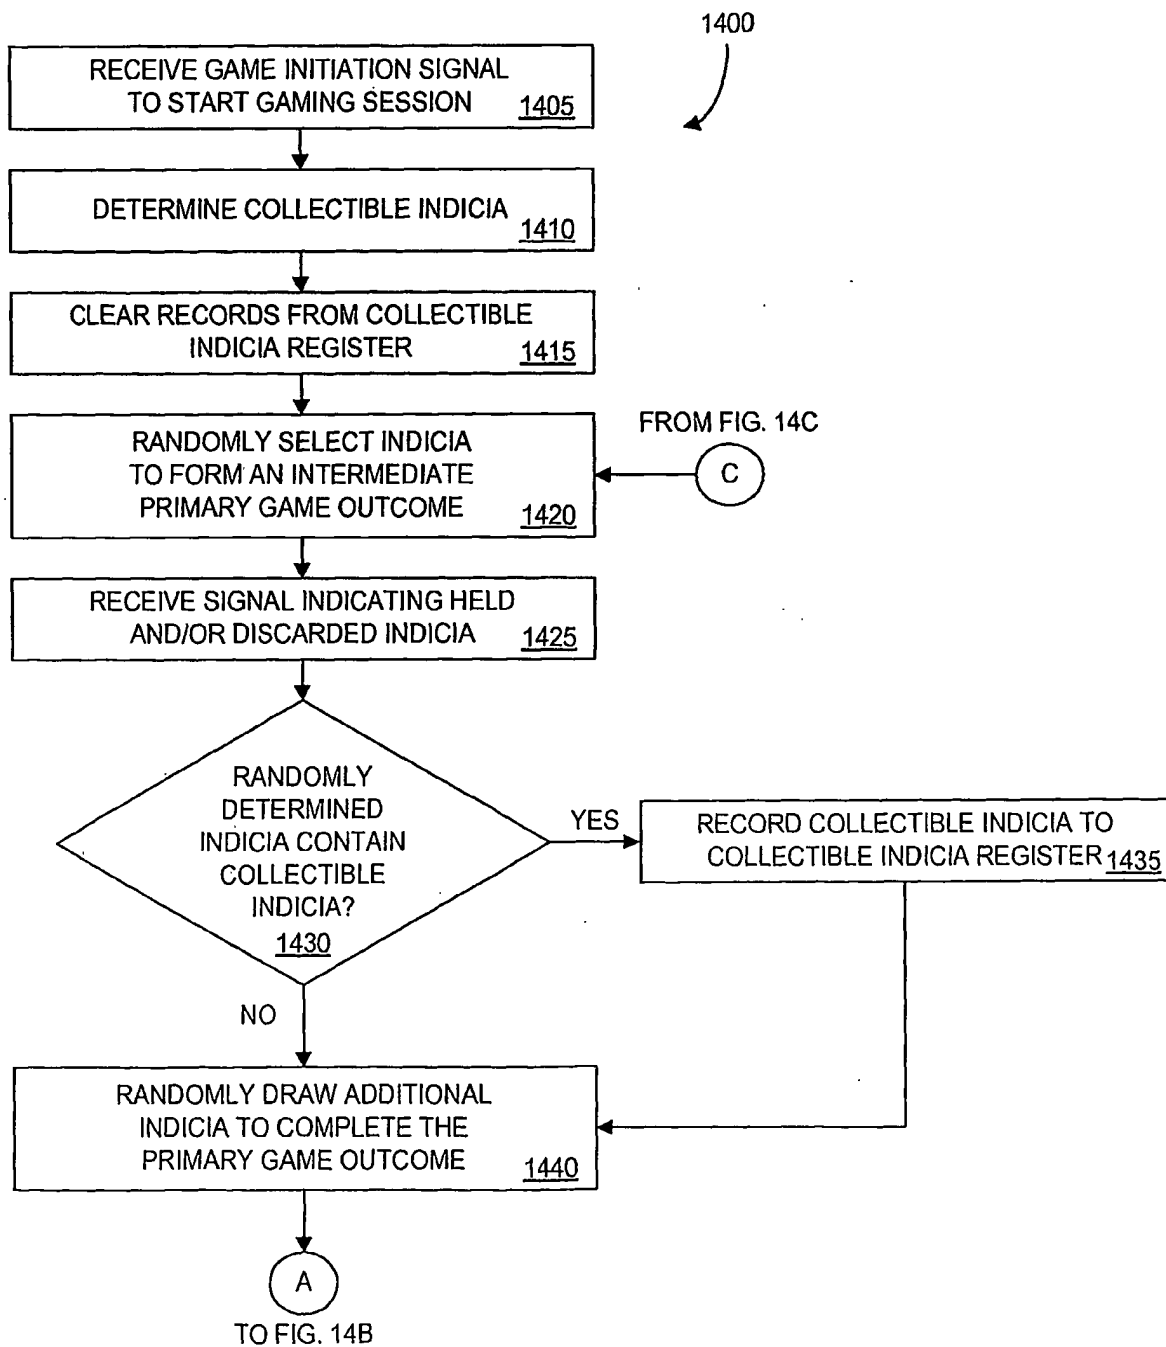 1400
RECEIVE GAME INITIATION SIGNAL
TO START GAMING SESSION
1405
DETERMINE COLLECTIBLE INDICIA
1410
CLEAR RECORDS FROM COLLECTIBLE
INDICIA REGISTER
1415
FROM FIG. 14C
C
RANDOMLY SELECT INDICIA
TO FORM AN INTERMEDIATE
PRIMARY GAME OUTCOME
1420
RECEIVE SIGNAL INDICATING HELD
AND/OR DISCARDED INDICIA
1425
RANDOMLY
DETERMINED
INDICIA CONTAIN
COLLECTIBLE
INDICIA?
1430
YES
RECORD COLLECTIBLE INDICIA TO
COLLECTIBLE INDICIA REGISTER
1435
NO
RANDOMLY DRAW ADDITIONAL
INDICIA TO COMPLETE THE
PRIMARY GAME OUTCOME
1440
A
TO FIG. 14B